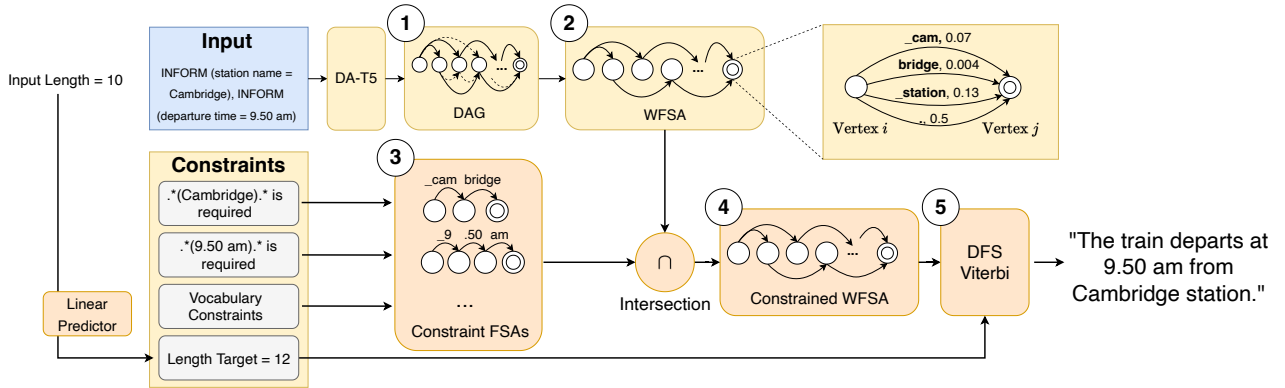 Input Length = 10
Input
INFORM (station name =
Cambridge), INFORM
(departure time = 9.50 am)
DA-T5
1
...
DAG
2
...
WFSA
_cam, 0.07
bridge, 0.004
_station, 0.13
., 0.5
Vertex i
Vertex j
Constraints
.*(Cambridge).* is
required
.*(9.50 am).* is
required
Vocabulary
Constraints
Length Target = 12
Linear
Predictor
3
_cam bridge
_9 .50 am
...
Constraint FSAs
∩
Intersection
4
...
Constrained WFSA
5
DFS
Viterbi
"The train departs at
9.50 am from
Cambridge station."